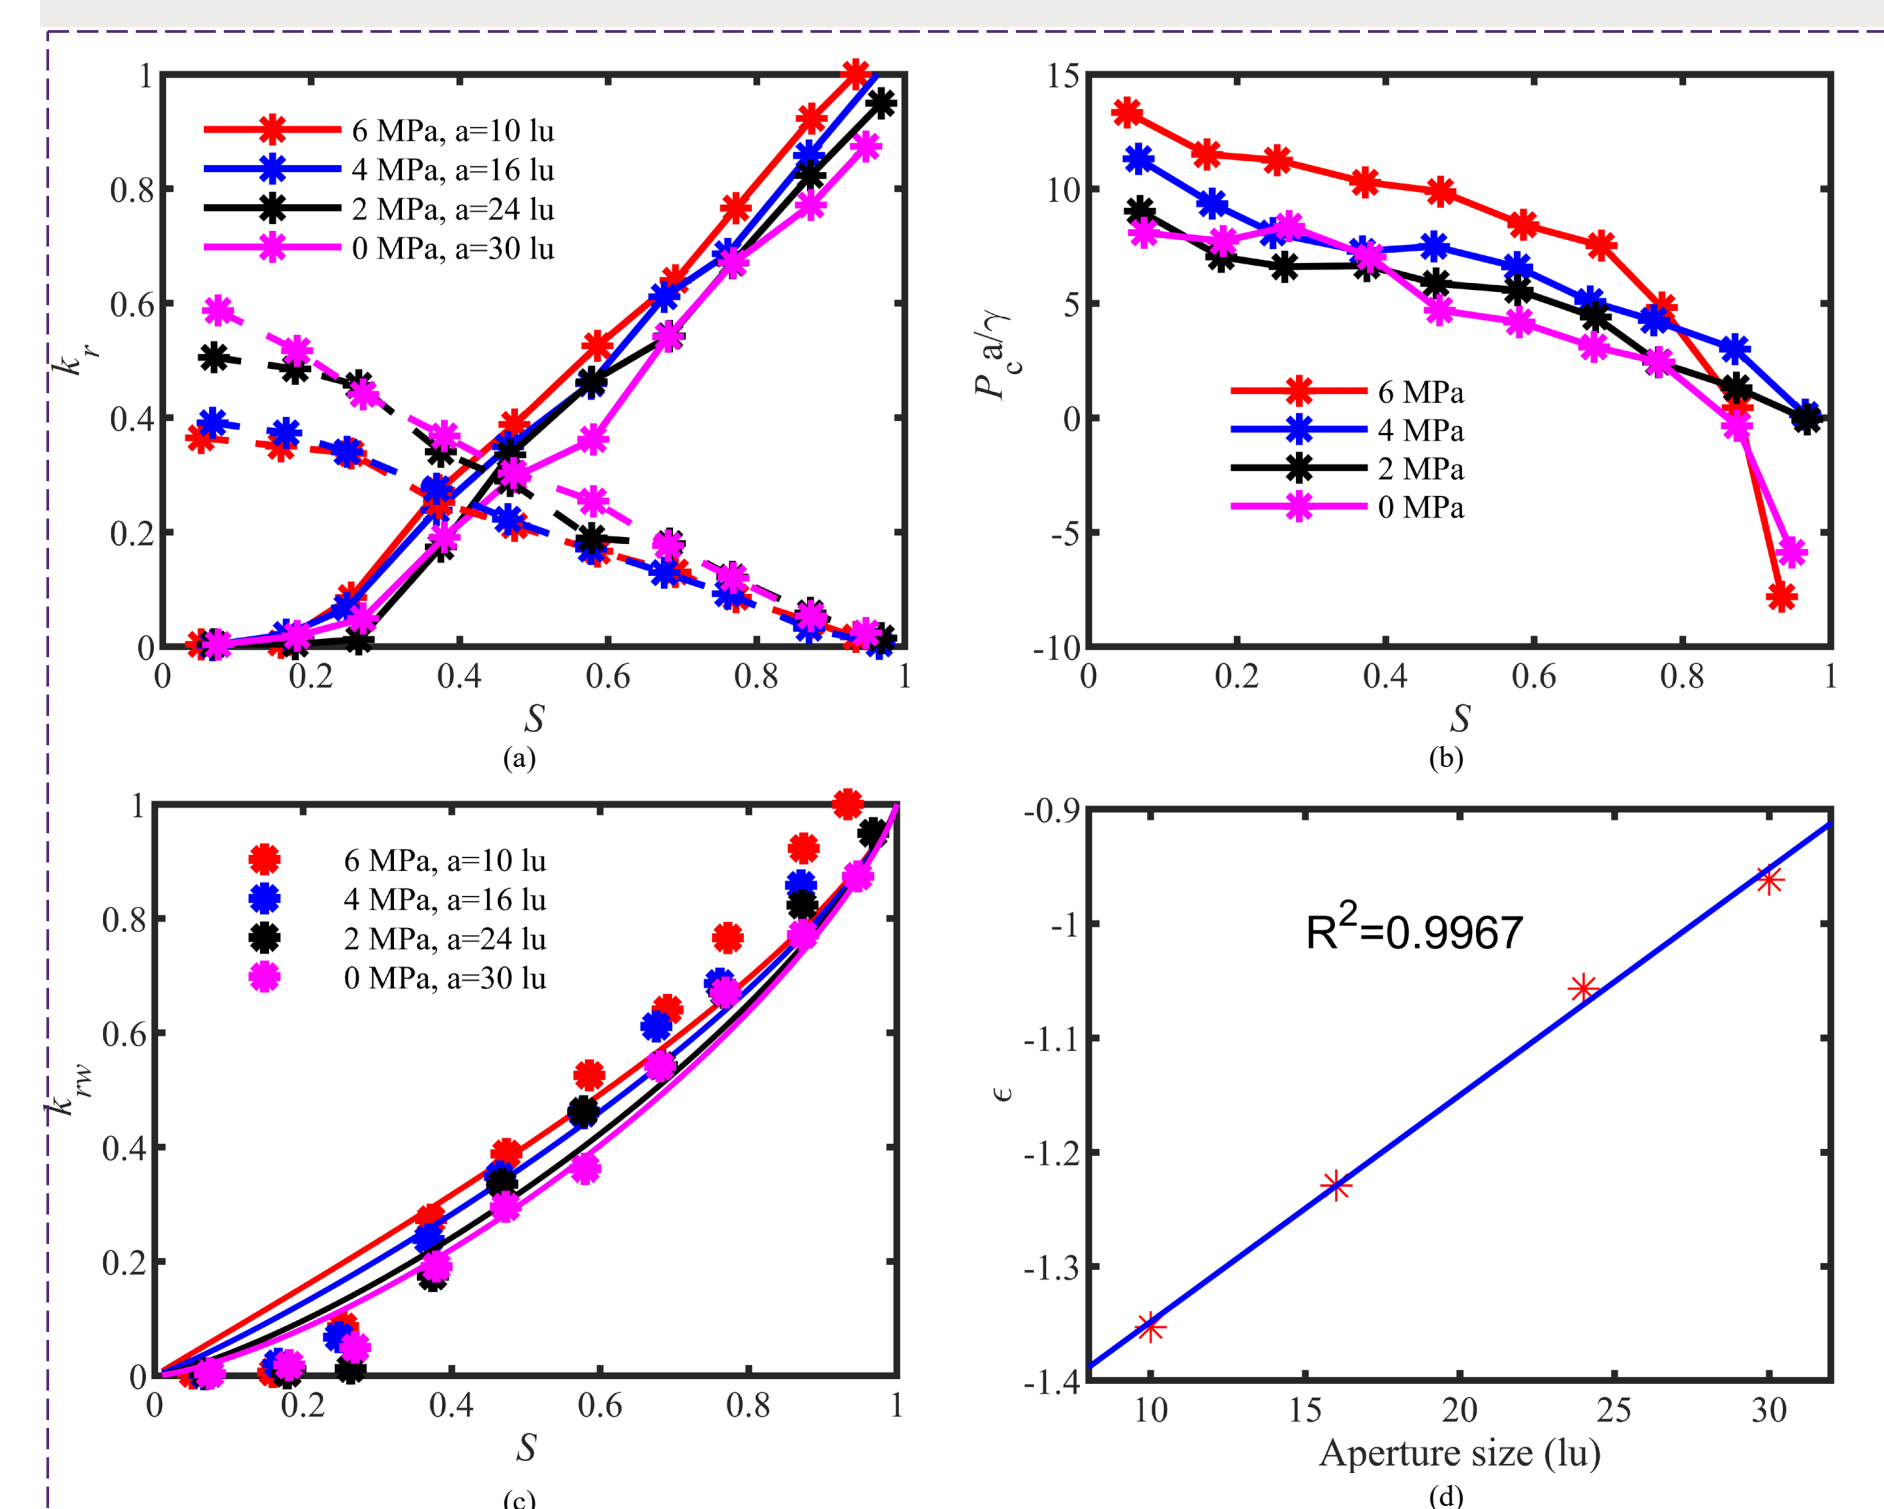 1
0.8
0.6
0.4
0.2
0
0 0.2 0.4 0.6 0.8 1
k_r
S
6 MPa, a=10 lu
4 MPa, a=16 lu
2 MPa, a=24 lu
0 MPa, a=30 lu
(a)
15
10
5
0
-5
-10
0 0.2 0.4 0.6 0.8 1
P_c a/γ
S
6 MPa
4 MPa
2 MPa
0 MPa
(b)
1
0.8
0.6
0.4
0.2
0
0 0.2 0.4 0.6 0.8 1
k_rw
S
6 MPa, a=10 lu
4 MPa, a=16 lu
2 MPa, a=24 lu
0 MPa, a=30 lu
(c)
-0.9
-1
-1.1
-1.2
-1.3
-1.4
10 15 20 25 30
ϵ
R²=0.9967
Aperture size (lu)
(d)